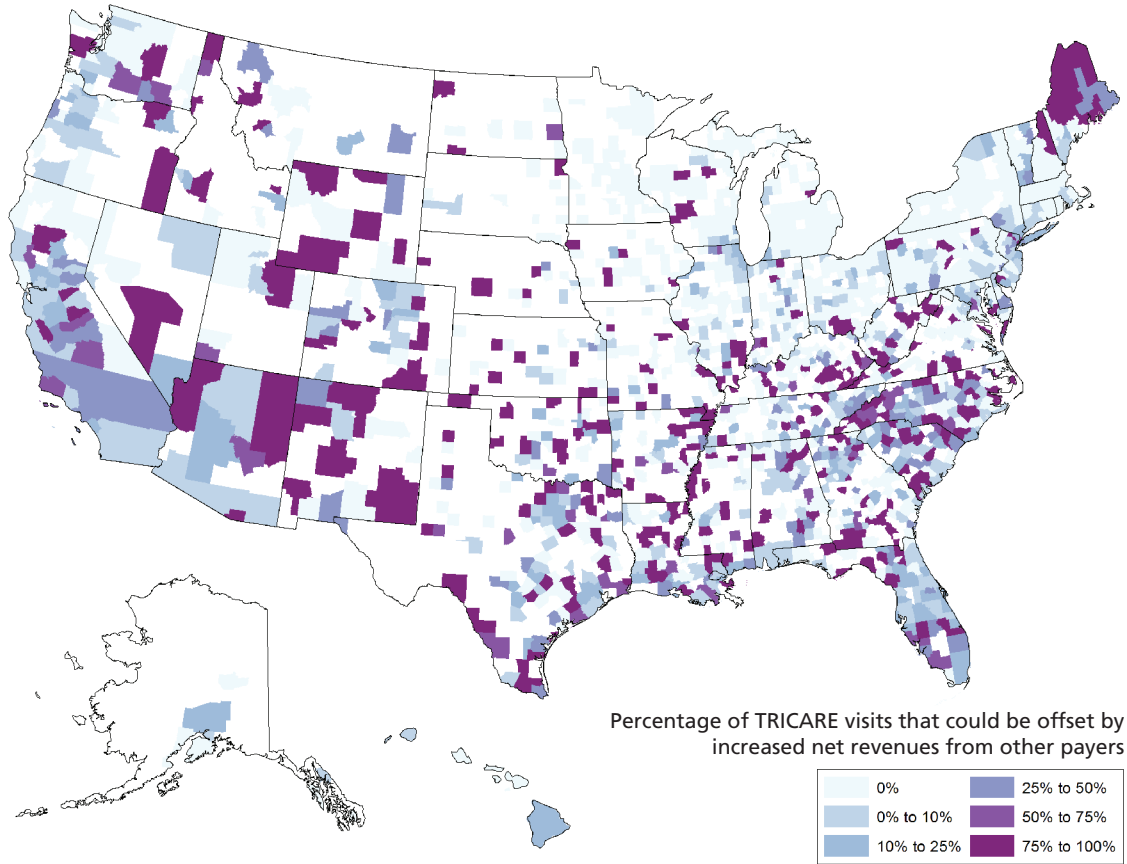 Percentage of TRICARE visits that could be offset by
increased net revenues from other payers
0%
25% to 50%
0% to 10%
50% to 75%
10% to 25%
75% to 100%